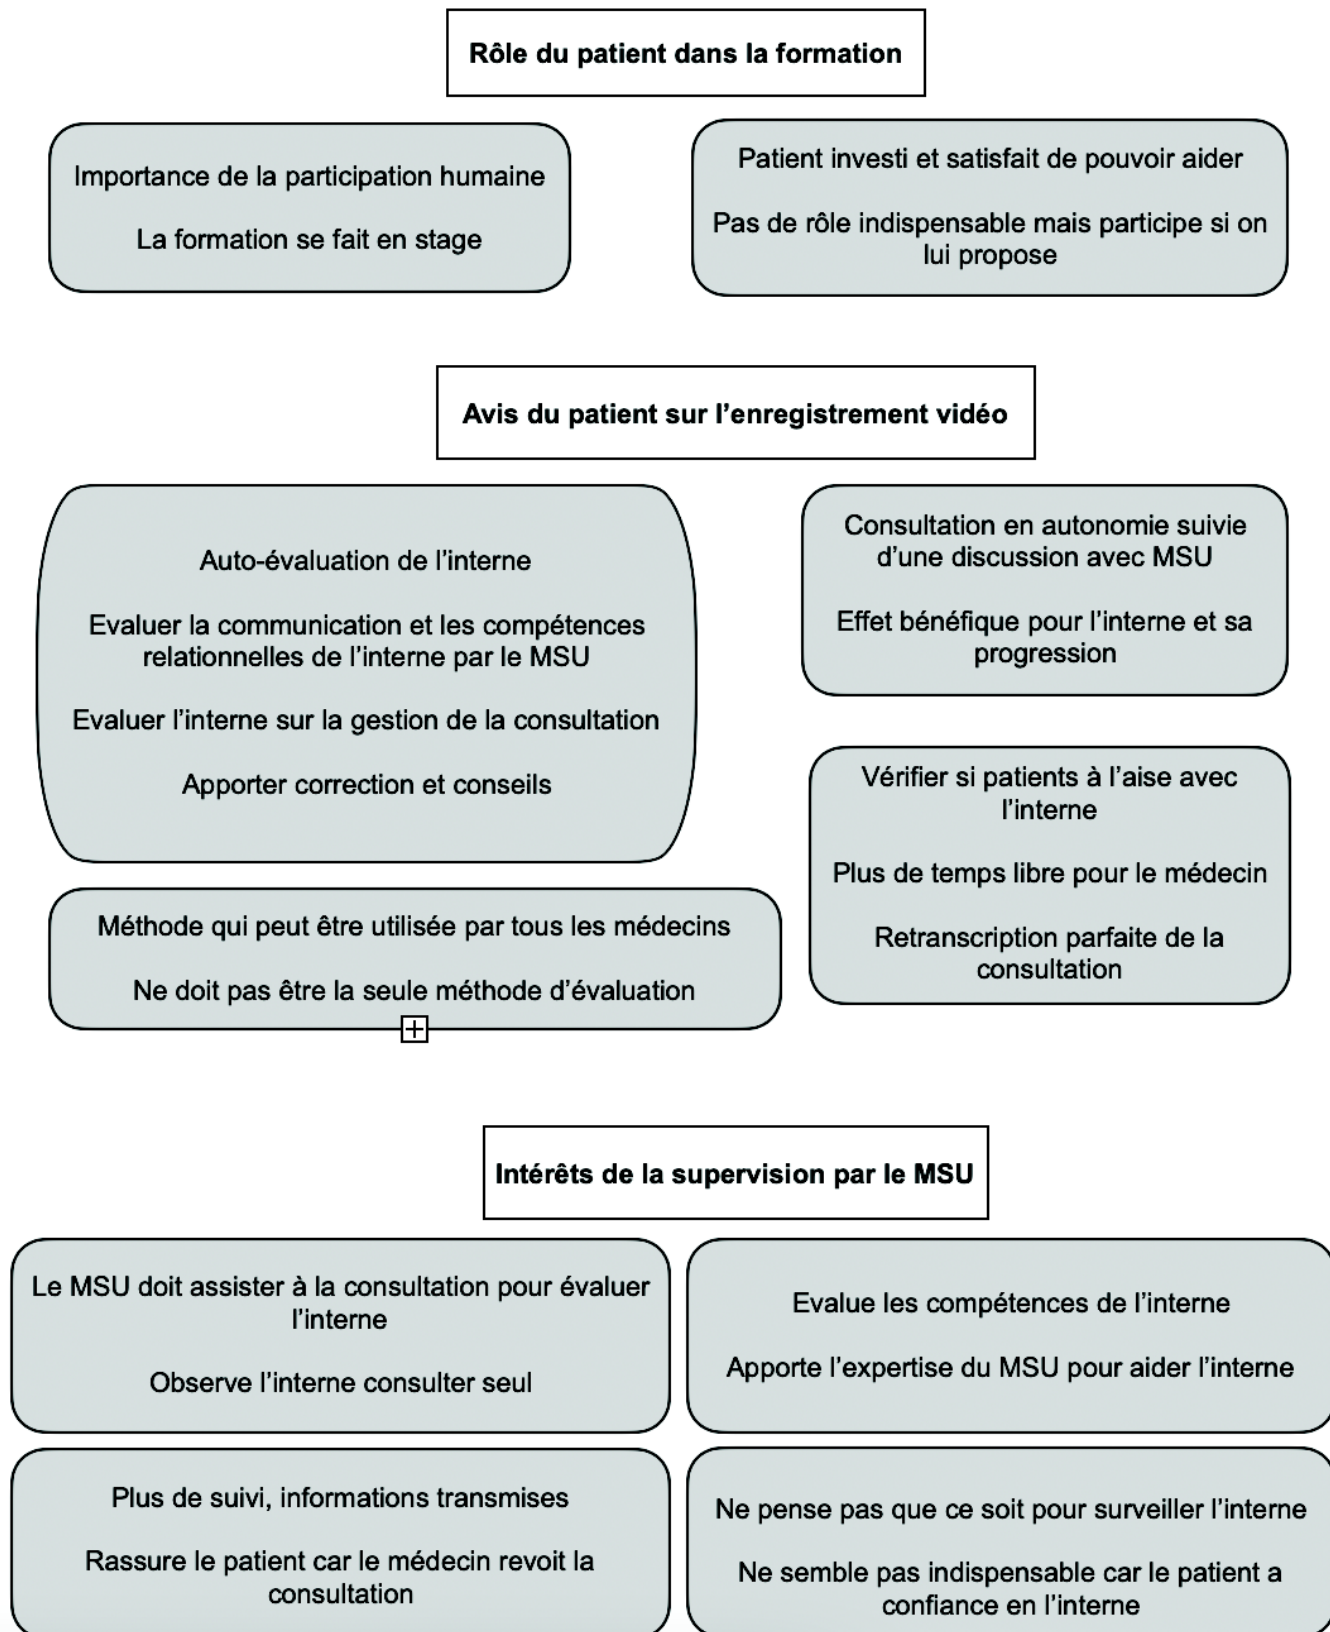 Rôle du patient dans la formation
Importance de la participation humaine
La formation se fait en stage
Patient investi et satisfait de pouvoir aider
Pas de rôle indispensable mais participe si on
lui propose
Avis du patient sur l’enregistrement vidéo
Auto-évaluation de l’interne
Evaluer la communication et les compétences
relationnelles de l’interne par le MSU
Evaluer l’interne sur la gestion de la consultation
Apporter correction et conseils
Consultation en autonomie suivie
d’une discussion avec MSU
Effet bénéfique pour l’interne et sa
progression
Vérifier si patients à l’aise avec
l’interne
Plus de temps libre pour le médecin
Retranscription parfaite de la
consultation
Méthode qui peut être utilisée par tous les médecins
Ne doit pas être la seule méthode d’évaluation
Intérêts de la supervision par le MSU
Le MSU doit assister à la consultation pour évaluer
l’interne
Observe l’interne consulter seul
Evalue les compétences de l’interne
Apporte l’expertise du MSU pour aider l’interne
Plus de suivi, informations transmises
Rassure le patient car le médecin revoit la
consultation
Ne pense pas que ce soit pour surveiller l’interne
Ne semble pas indispensable car le patient a
confiance en l’interne